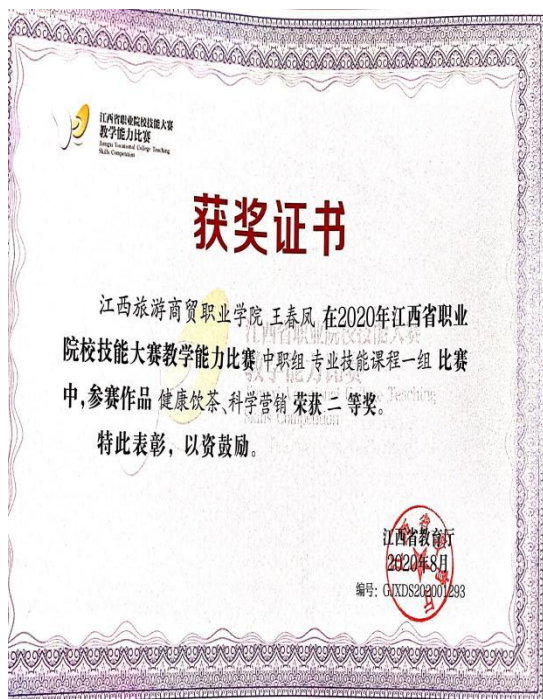 江西省职业院校技能大赛
教学能力比赛
Jiangxi Vocational College Teaching
Skills Competition
获奖证书
江西旅游商贸职业学院 王春凤 在2020年江西省职业
院校技能大赛教学能力比赛 中职组 专业技能课程一组 比赛
中,参赛作品 健康饮茶、科学营销 荣获 二 等奖。
特此表彰，以资鼓励。
江西省教育厅
2020年8月
编号: GJXDS202001293